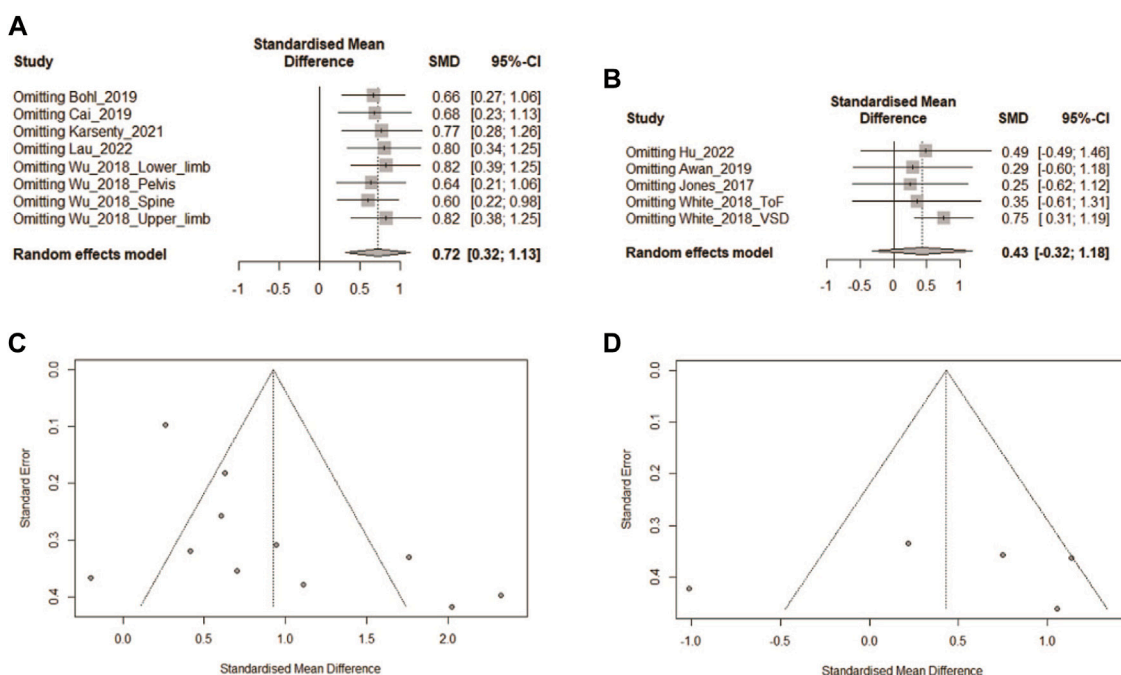 A
Standardised Mean
Study Difference SMD 95%-CI
Omitting Bohl_2019 0.66 [0.27; 1.06]
Omitting Cai_2019 0.68 [0.23; 1.13]
Omitting Karsenty_2021 0.77 [0.28; 1.26]
Omitting Lau_2022 0.80 [0.34; 1.25]
Omitting Wu_2018_Lower_limb 0.82 [0.39; 1.25]
Omitting Wu_2018_Pelvis 0.64 [0.21; 1.06]
Omitting Wu_2018_Spine 0.60 [0.22; 0.98]
Omitting Wu_2018_Upper_limb 0.82 [0.38; 1.25]
Random effects model 0.72 [0.32; 1.13]
-1 -0.5 0 0.5 1
B
Standardised Mean
Study Difference SMD 95%-CI
Omitting Hu_2022 0.49 [-0.49; 1.46]
Omitting Awan_2019 0.29 [-0.60; 1.18]
Omitting Jones_2017 0.25 [-0.62; 1.12]
Omitting White_2018_ToF 0.35 [-0.61; 1.31]
Omitting White_2018_VSD 0.75 [ 0.31; 1.19]
Random effects model 0.43 [-0.32; 1.18]
-1 -0.5 0 0.5 1
C
0.0
0.1
0.2
0.3
0.4
Standard Error
0.0 0.5 1.0 1.5 2.0
Standardised Mean Difference
D
0.0
0.1
0.2
0.3
0.4
Standard Error
-1.0 -0.5 0.0 0.5 1.0
Standardised Mean Difference